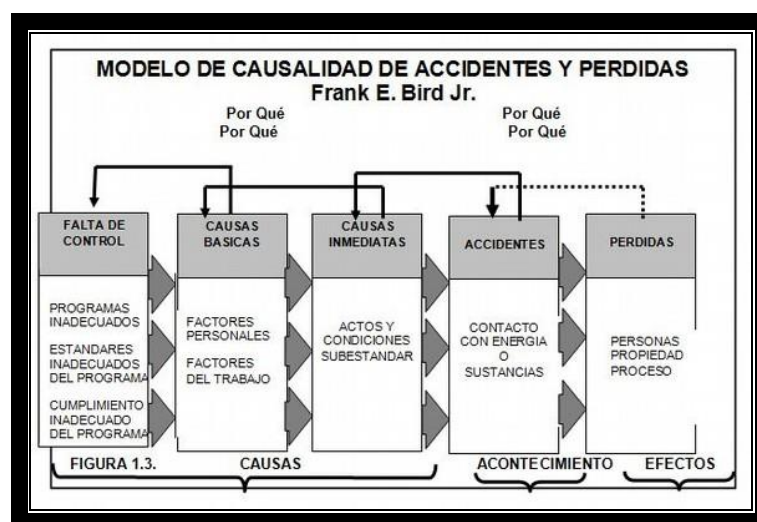 MODELO DE CAUSALIDAD DE ACCIDENTES Y PERDIDAS
Frank E. Bird Jr.
Por Qué
Por Qué
Por Qué
Por Qué
FALTA DE
CONTROL
CAUSAS
BASICAS
CAUSAS
INMEDIATAS
ACCIDENTES
PERDIDAS
PROGRAMAS
INADECUADOS
ESTANDARES
INADECUADOS
DEL PROGRAMA
CUMPLIMIENTO
INADECUADO
DEL PROGRAMA
FACTORES
PERSONALES
FACTORES
DEL TRABAJO
ACTOS Y
CONDICIONES
SUBESTANDAR
CONTACTO
CON ENERGIA
O
SUSTANCIAS
PERSONAS
PROPIEDAD
PROCESO
FIGURA 1.3.
CAUSAS
ACONTECIMIENTO
EFECTOS